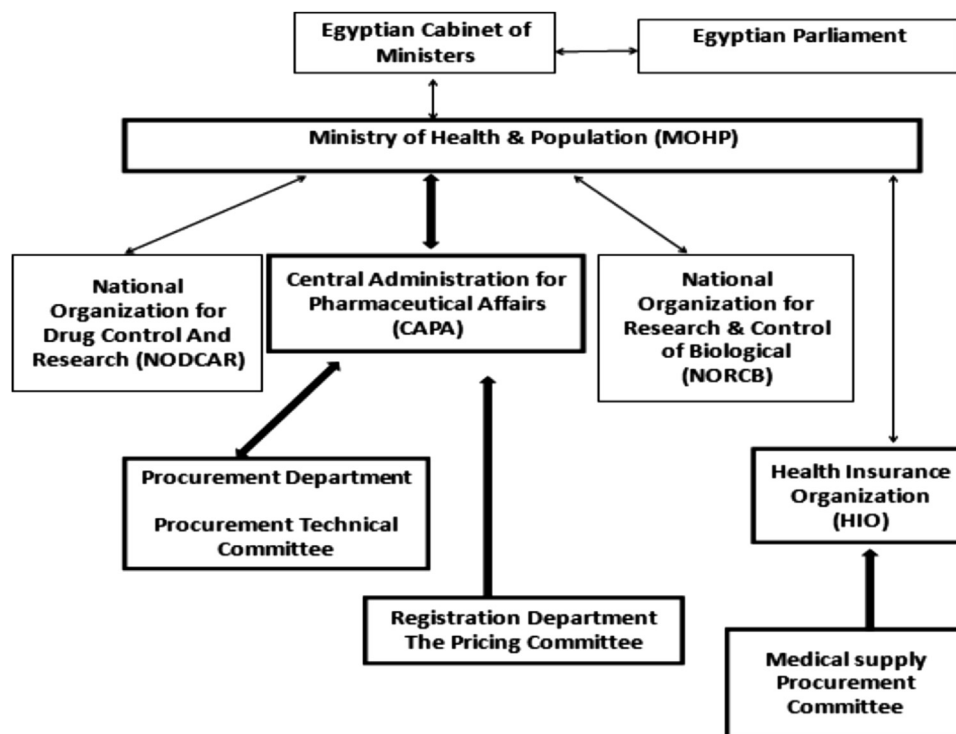 Egyptian Cabinet of
Ministers
Egyptian Parliament
Ministry of Health & Population (MOHP)
National
Organization for
Drug Control And
Research (NODCAR)
Central Administration for
Pharmaceutical Affairs
(CAPA)
National
Organization for
Research & Control
of Biological
(NORCB)
Procurement Department
Procurement Technical
Committee
Health Insurance
Organization
(HIO)
Registration Department
The Pricing Committee
Medical supply
Procurement
Committee